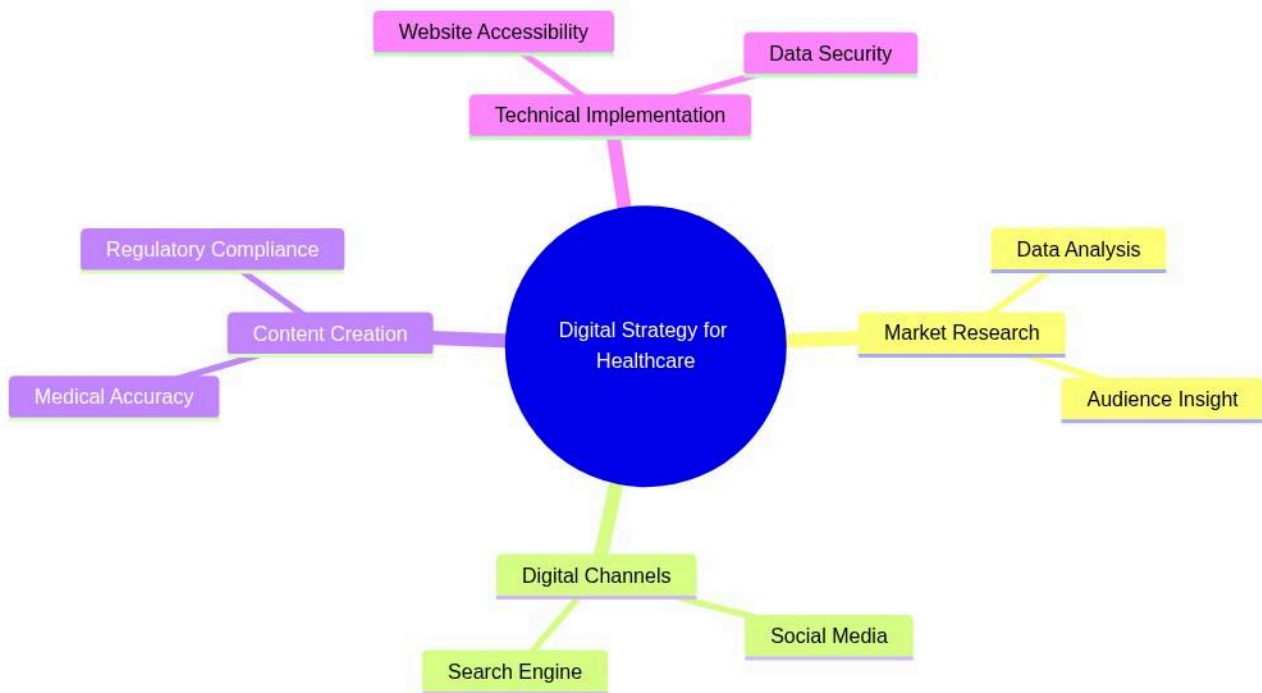 Website Accessibility
Data Security
Technical Implementation
Regulatory Compliance
Data Analysis
Content Creation
Digital Strategy for
Healthcare
Market Research
Medical Accuracy
Audience Insight
Digital Channels
Social Media
Search Engine